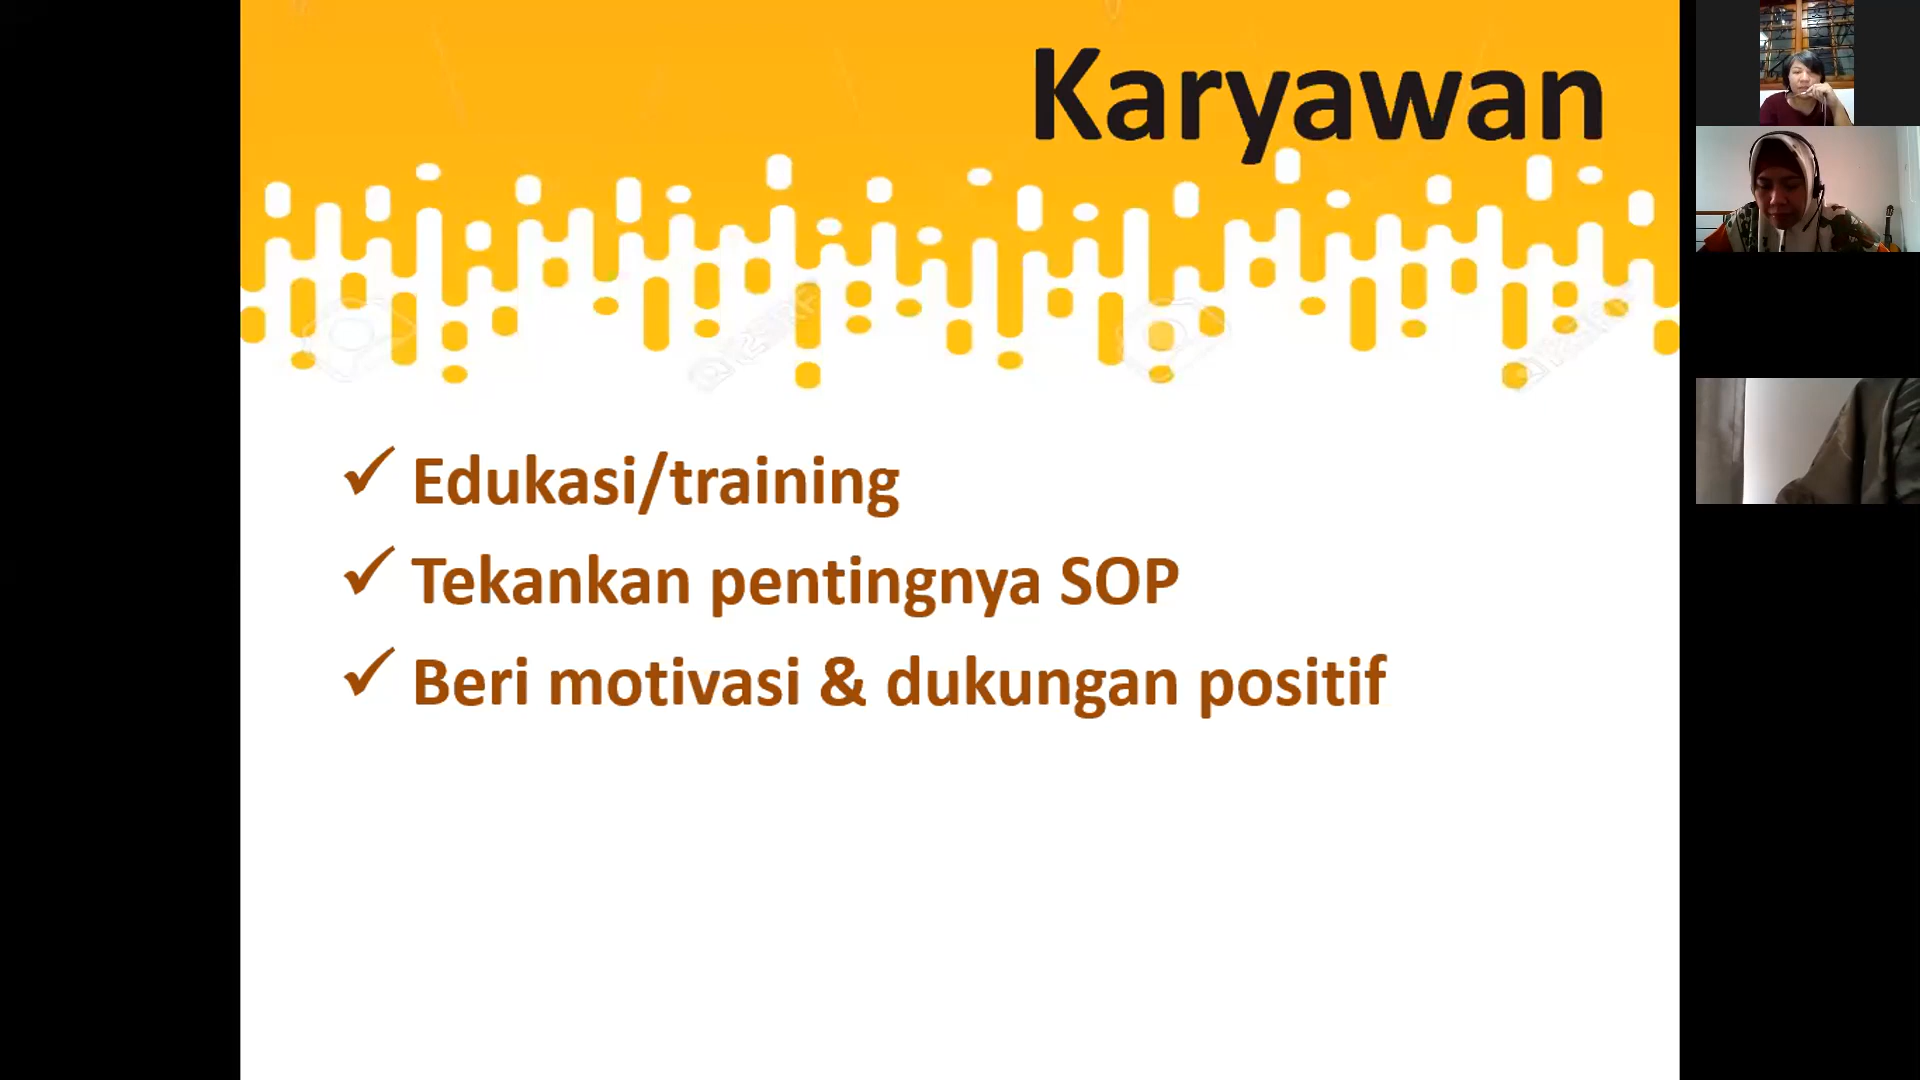 Karyawan
✓ Edukasi/training
✓ Tekankan pentingnya SOP
✓ Beri motivasi & dukungan positif